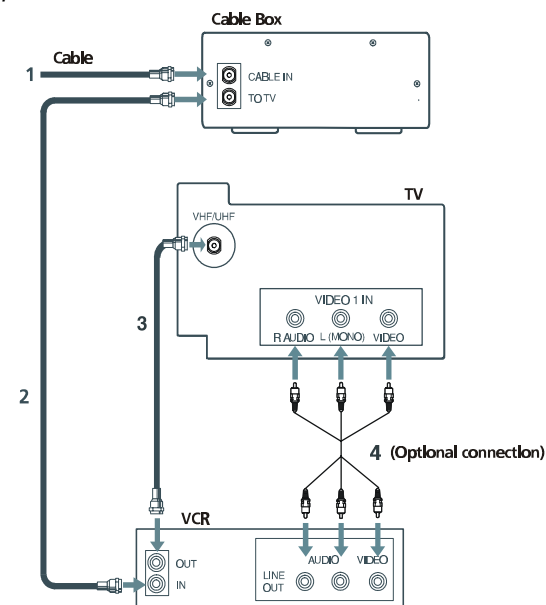 Cable Box
Cable
1
CABLE IN
TO TV
TV
VHF/UHF
VIDEO 1 IN
R AUDIO L (MONO) VIDEO
3
2
4 (Optional connection)
VCR
OUT
IN
AUDIO VIDEO
LINE
OUT